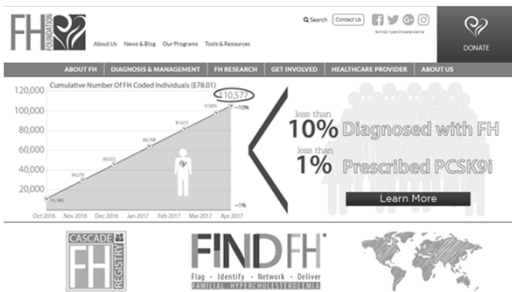 FH
FOUNDATION
Search
Contact Us
familial hypercholesterolemia
DONATE
About Us News & Blog Our Programs Tools & Resources
ABOUT FH DIAGNOSIS & MANAGEMENT FH RESEARCH GET INVOLVED HEALTHCARE PROVIDER ABOUT US
Cumulative Number Of FH Coded Individuals (E78.01)
120,000
110,577
100,000
~10%
80,000
60,000
40,000
20,000
~1%
Oct 2016 Nov 2016 Dec 2016 Jan 2017 Feb 2017 Mar 2017 Apr 2017
less than
10% Diagnosed with FH
less than
1% Prescribed PCSK9i
Learn More
CASCADE
FH
REGISTRY
FIND FH
Flag · Identify · Network · Deliver
FAMILIAL HYPERCHOLESTEROLEMIA